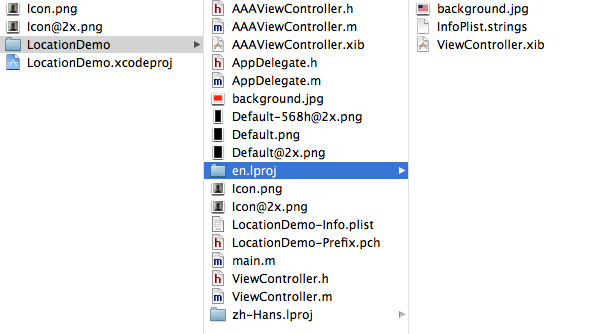 Icon.png
Icon@2x.png
LocationDemo
LocationDemo.xcodeproj
AAAViewController.h
AAAViewController.m
AAAViewController.xib
AppDelegate.h
AppDelegate.m
background.jpg
Default-568h@2x.png
Default.png
Default@2x.png
en.lproj
Icon.png
Icon@2x.png
LocationDemo-Info.plist
LocationDemo-Prefix.pch
main.m
ViewController.h
ViewController.m
zh-Hans.lproj
background.jpg
InfoPlist.strings
ViewController.xib